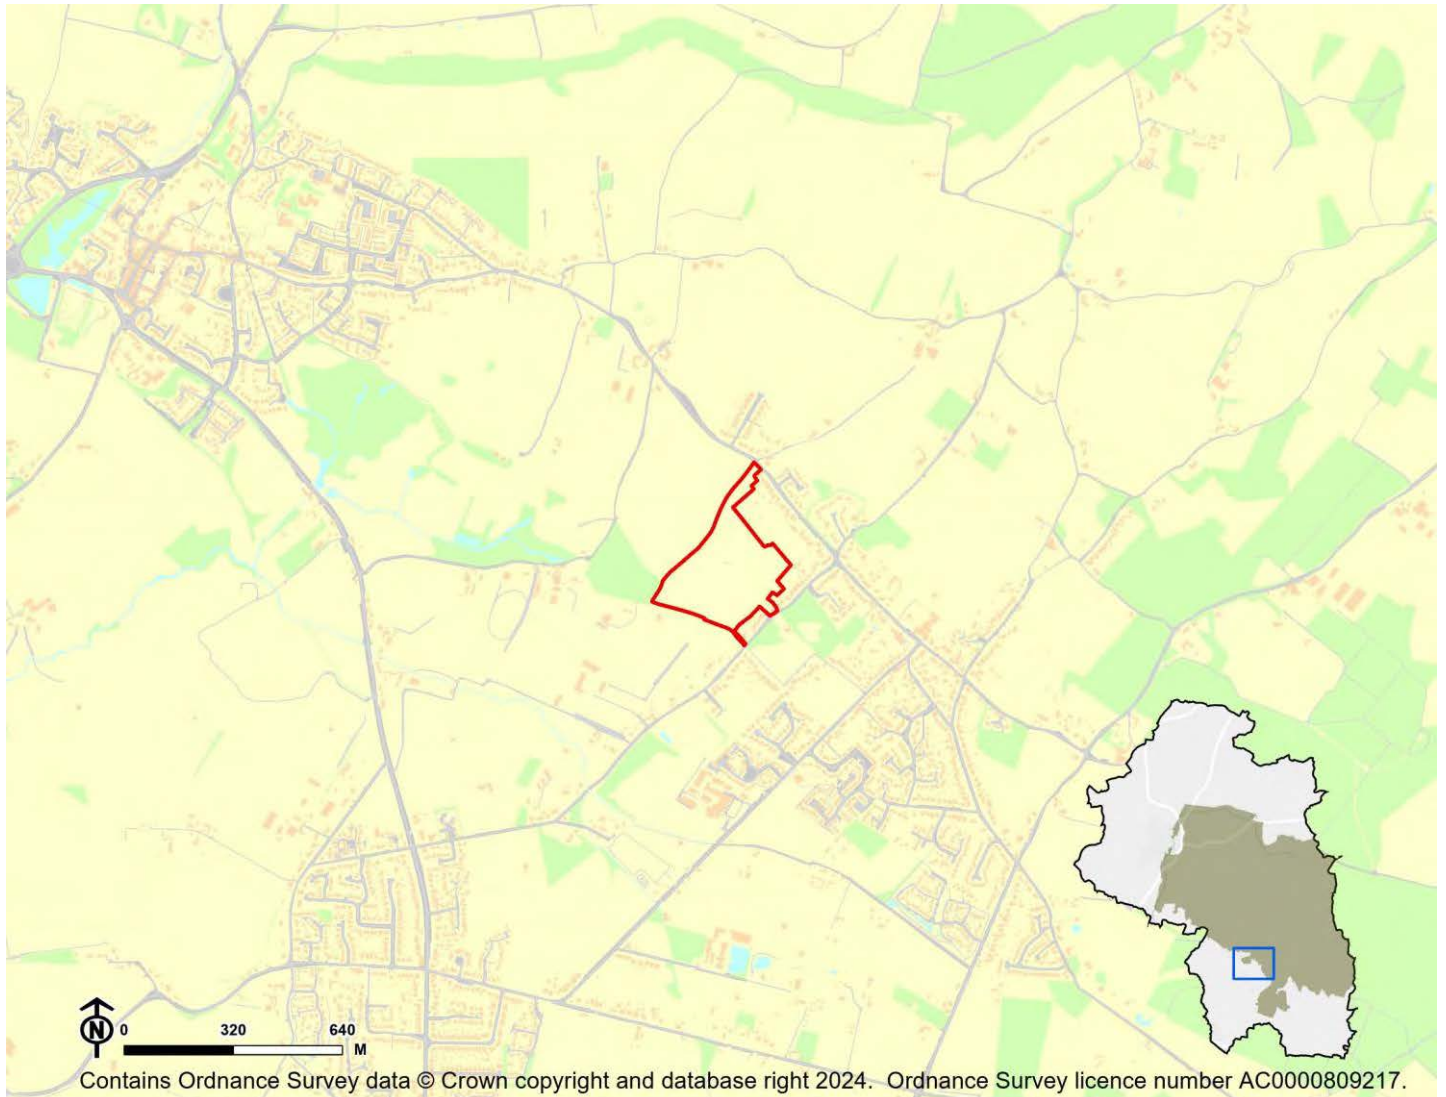 N
0 320 640
M
Contains Ordnance Survey data © Crown copyright and database right 2024. Ordnance Survey licence number AC0000809217.